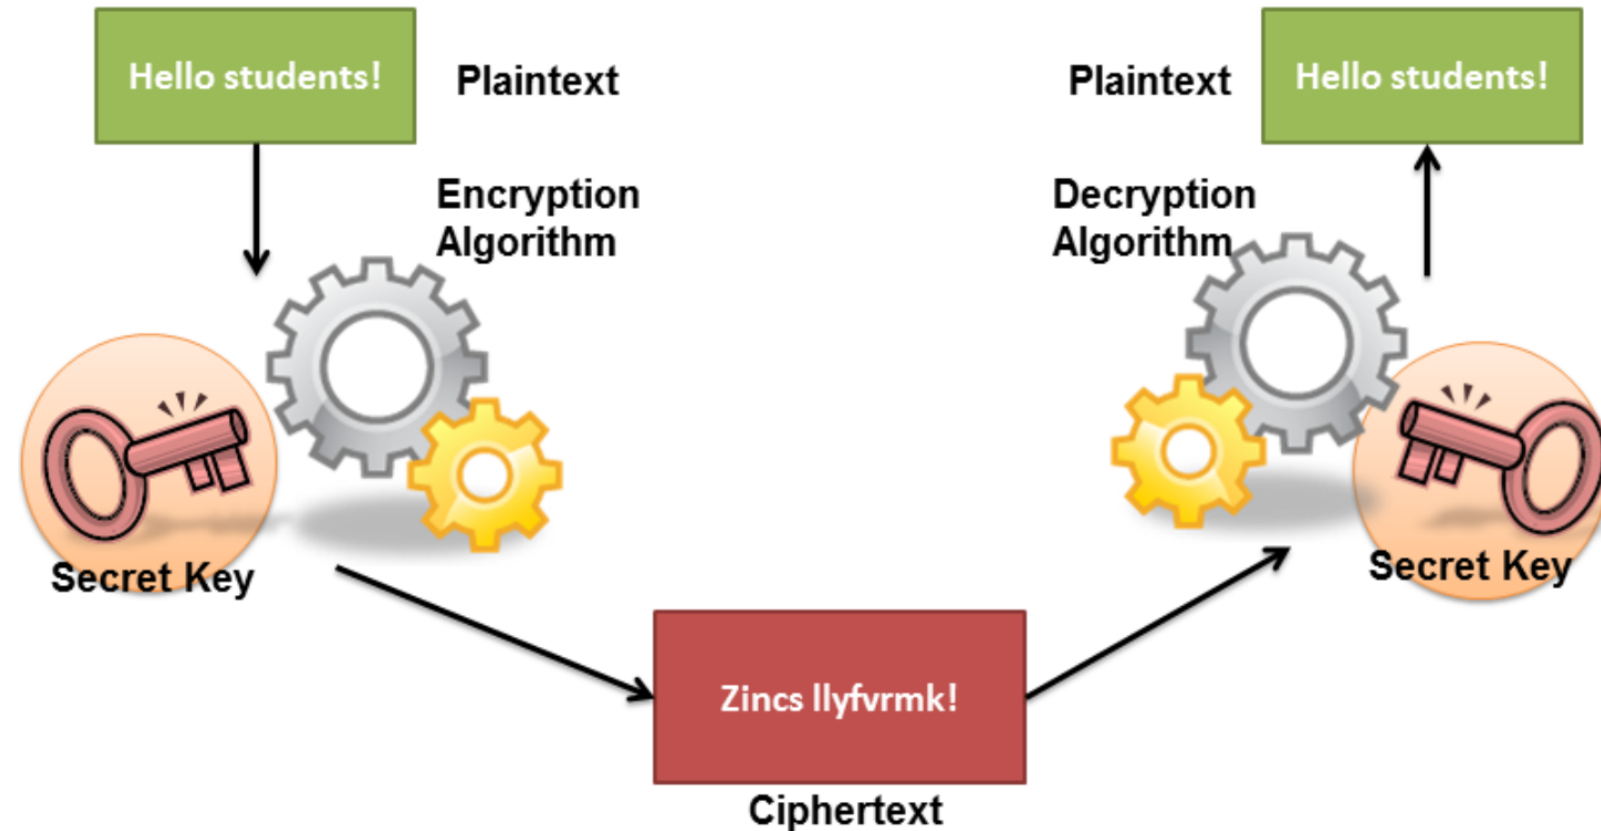 Hello students!
Plaintext
Plaintext
Hello students!
Encryption
Algorithm
Decryption
Algorithm
Secret Key
Secret Key
Zincs llyfvrmk!
Ciphertext